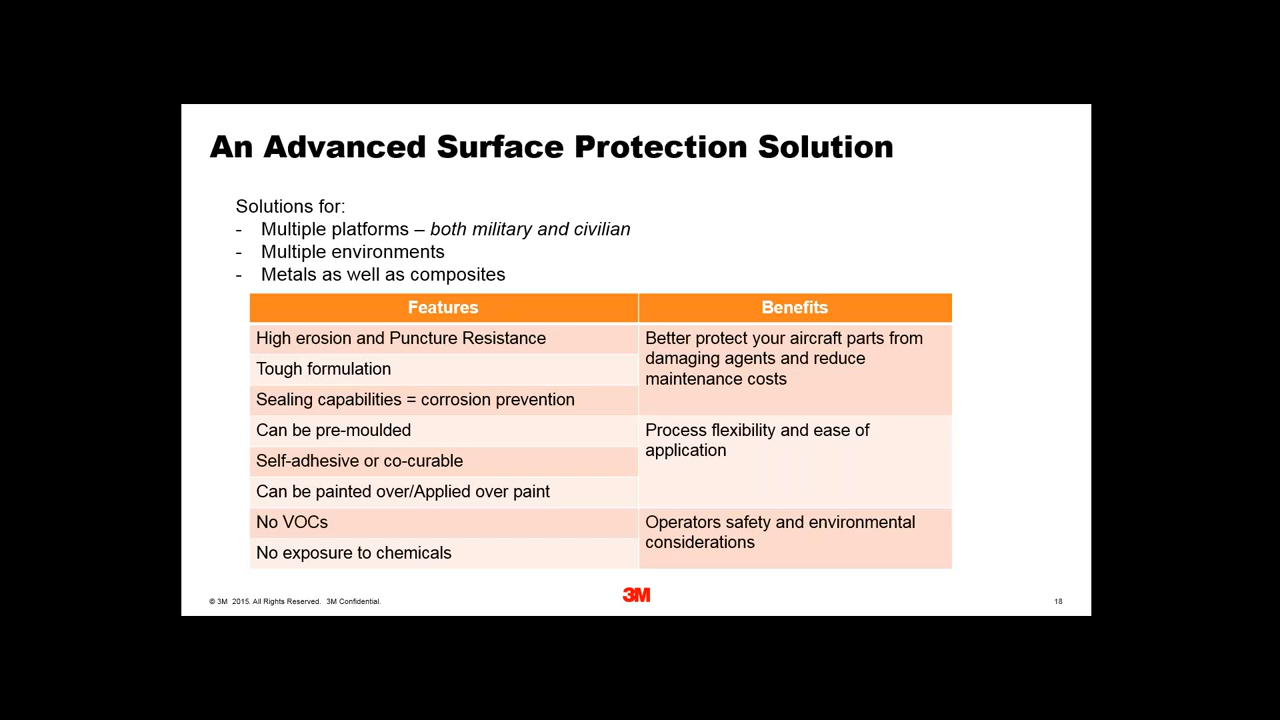 An Advanced Surface Protection Solution
Solutions for:
- Multiple platforms – both military and civilian
- Multiple environments
- Metals as well as composites
Features
Benefits
High erosion and Puncture Resistance
Tough formulation
Sealing capabilities = corrosion prevention
Better protect your aircraft parts from
damaging agents and reduce
maintenance costs
Can be pre-moulded
Self-adhesive or co-curable
Can be painted over/Applied over paint
Process flexibility and ease of
application
No VOCs
No exposure to chemicals
Operators safety and environmental
considerations
© 3M 2015. All Rights Reserved. 3M Confidential.
3M
18